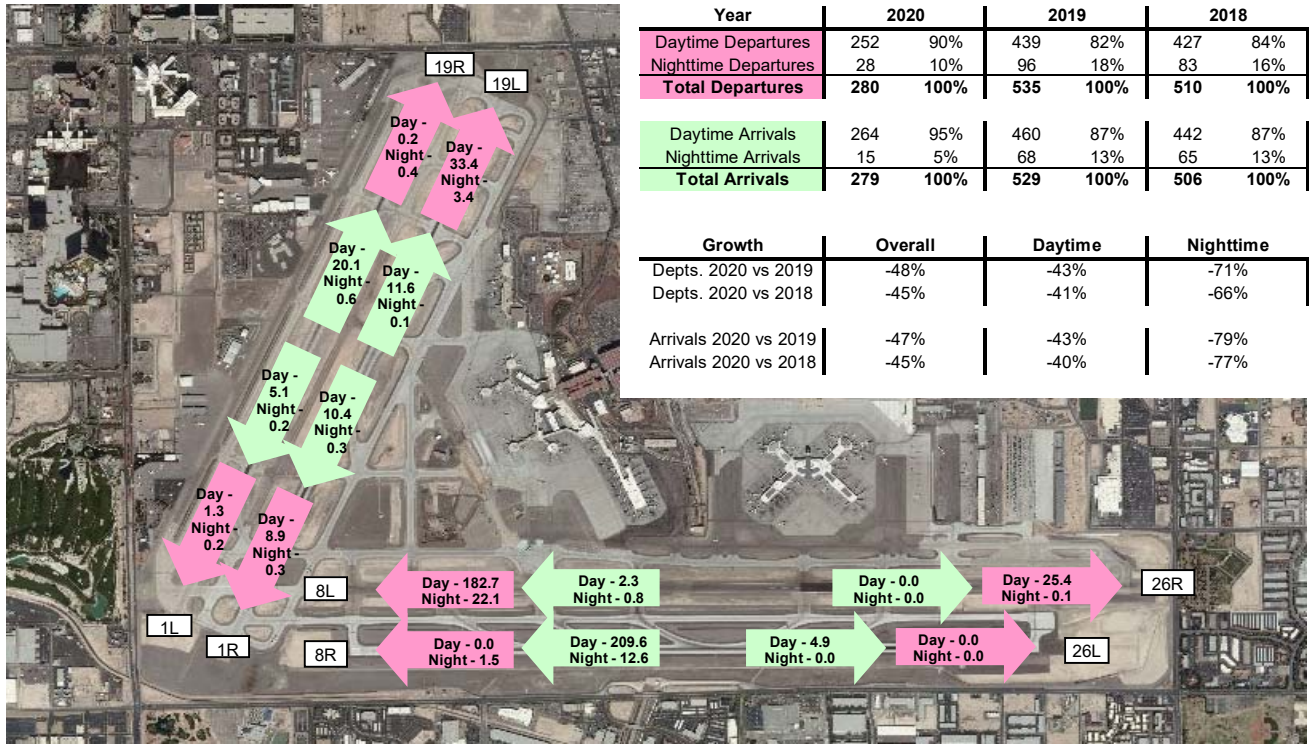 Year 2020 2019 2018
Daytime Departures 252 90% 439 82% 427 84%
Nighttime Departures 28 10% 96 18% 83 16%
Total Departures 280 100% 535 100% 510 100%
Daytime Arrivals 264 95% 460 87% 442 87%
Nighttime Arrivals 15 5% 68 13% 65 13%
Total Arrivals 279 100% 529 100% 506 100%
Growth Overall Daytime Nighttime
Depts. 2020 vs 2019 -48% -43% -71%
Depts. 2020 vs 2018 -45% -41% -66%
Arrivals 2020 vs 2019 -47% -43% -79%
Arrivals 2020 vs 2018 -45% -40% -77%
19R
19L
Day -
0.2
Night -
0.4
Day -
33.4
Night -
3.4
Day -
20.1
Night -
0.6
Day -
11.6
Night -
0.1
Day -
5.1
Night -
0.2
Day -
10.4
Night -
0.3
Day -
1.3
Night -
0.2
Day -
8.9
Night -
0.3
1L
1R
8L
Day - 182.7
Night - 22.1
Day - 2.3
Night - 0.8
Day - 0.0
Night - 0.0
Day - 25.4
Night - 0.1
26R
8R
Day - 0.0
Night - 1.5
Day - 209.6
Night - 12.6
Day - 4.9
Night - 0.0
Day - 0.0
Night - 0.0
26L